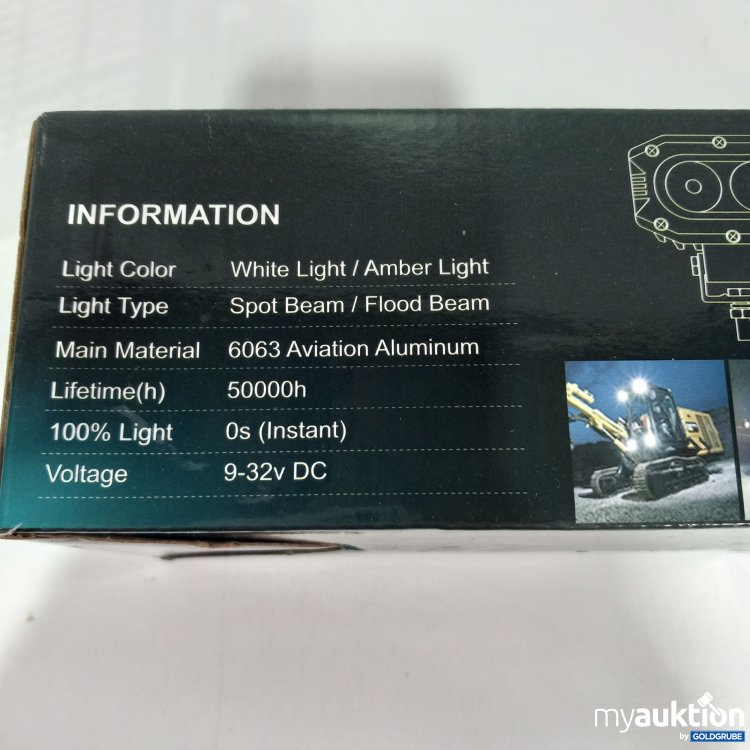 INFORMATION
Light Color White Light / Amber Light
Light Type Spot Beam / Flood Beam
Main Material 6063 Aviation Aluminum
Lifetime(h) 50000h
100% Light 0s (Instant)
Voltage 9-32v DC
myauktion
by GOLDGRUBE